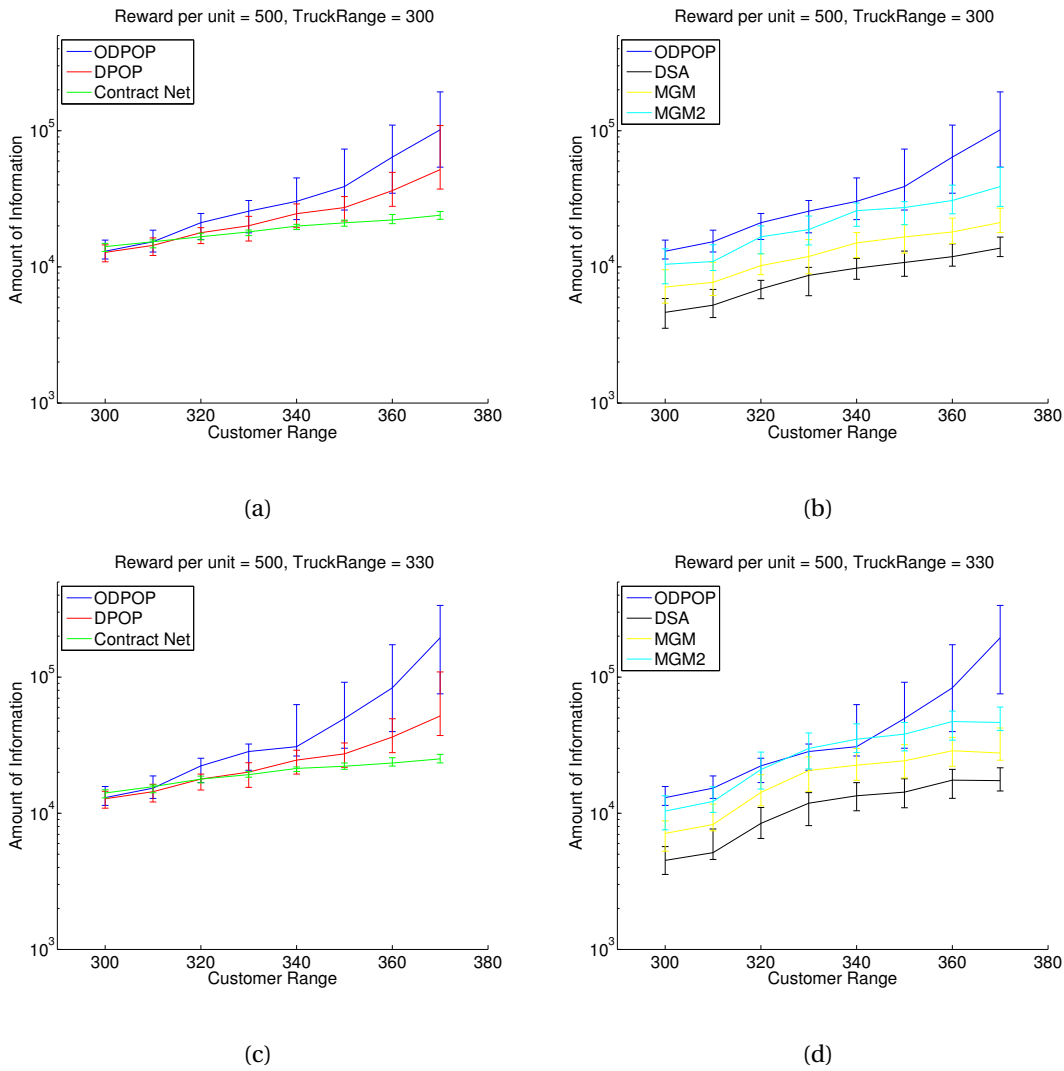 Reward per unit = 500, TruckRange = 300
ODPOP
DPOP
Contract Net
Amount of Information
10^5
10^4
10^3
300 320 340 360 380
Customer Range
(a)
Reward per unit = 500, TruckRange = 300
ODPOP
DSA
MGM
MGM2
Amount of Information
10^5
10^4
10^3
300 320 340 360 380
Customer Range
(b)
Reward per unit = 500, TruckRange = 330
ODPOP
DPOP
Contract Net
Amount of Information
10^5
10^4
10^3
300 320 340 360 380
Customer Range
(c)
Reward per unit = 500, TruckRange = 330
ODPOP
DSA
MGM
MGM2
Amount of Information
10^5
10^4
10^3
300 320 340 360 380
Customer Range
(d)